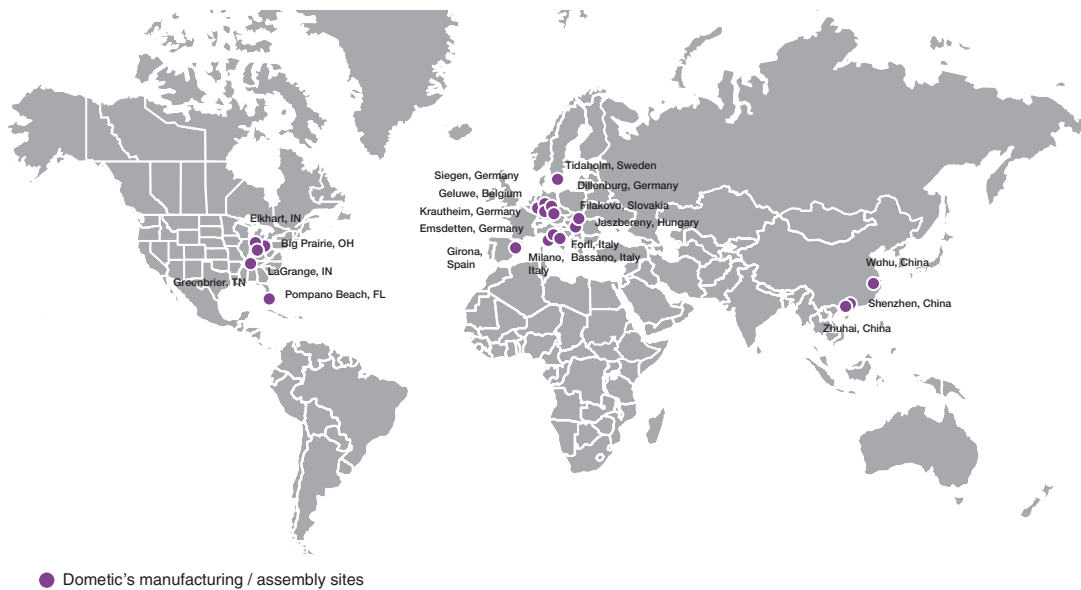 Tidaholm, Sweden
Siegen, Germany
Dillenburg, Germany
Geluwe, Belgium
Filakovo, Slovakia
Krautheim, Germany
Jaszbereny, Hungary
Elkhart, IN
Emsdetten, Germany
Big Prairie, OH
Forli, Italy
Girona,
Spain
Milano,
Italy
Bassano, Italy
Wuhu, China
LaGrange, IN
Greenbrier, TN
Pompano Beach, FL
Shenzhen, China
Zhuhai, China
Dometic's manufacturing / assembly sites